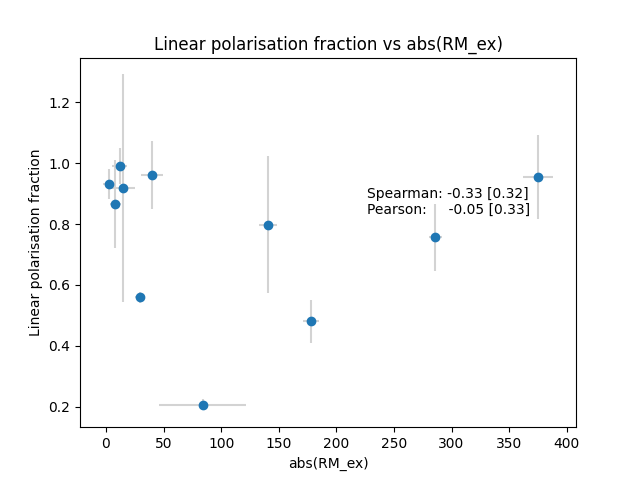 Linear polarisation fraction vs abs(RM_ex)
1.2
1.0
0.8
0.6
0.4
0.2
Linear polarisation fraction
Spearman: -0.33 [0.32]
Pearson: -0.05 [0.33]
0 50 100 150 200 250 300 350 400
abs(RM_ex)